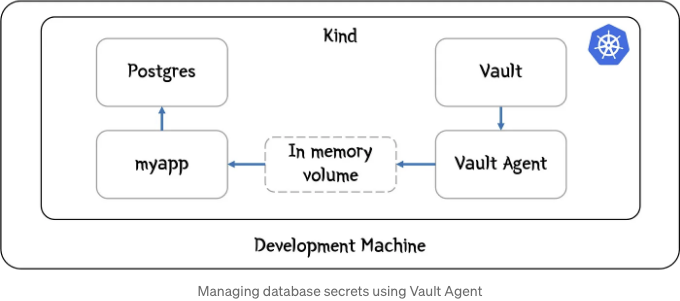 Kind
Postgres
Vault
myapp
In memory
volume
Vault Agent
Development Machine
Managing database secrets using Vault Agent